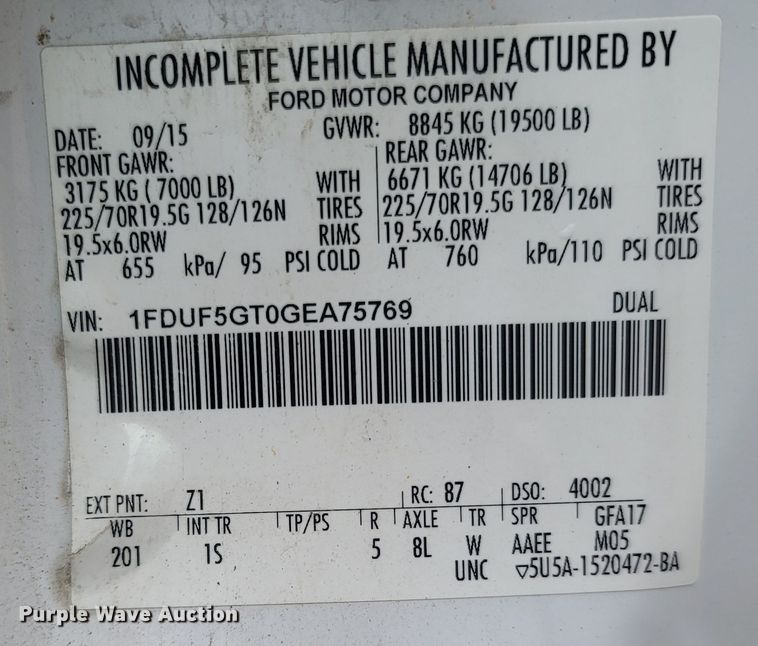 INCOMPLETE VEHICLE MANUFACTURED BY
FORD MOTOR COMPANY
DATE: 09/15 GVWR: 8845 KG (19500 LB)
FRONT GAWR: REAR GAWR:
3175 KG ( 7000 LB) WITH 6671 KG (14706 LB) WITH
225/70R19.5G 128/126N TIRES 225/70R19.5G 128/126N TIRES
19.5x6.0RW RIMS 19.5x6.0RW RIMS
AT 655 kPa/ 95 PSI COLD AT 760 kPa/110 PSI COLD
VIN: 1FDUF5GT0GEA75769 DUAL
EXT PNT: Z1 RC: 87 DSO: 4002
WB INT TR TP/PS R AXLE TR SPR GFA17
201 1S 5 8L W AAEE M05
UNC ▽5U5A-1520472-BA
Purple Wave Auction